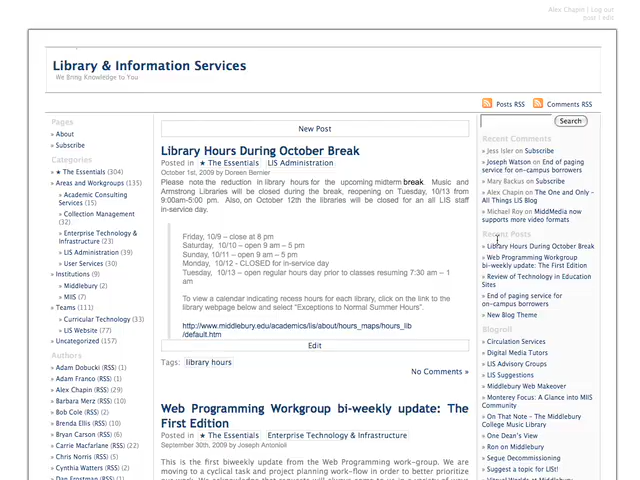 Alex Chapin | Log out
post | edit
Library & Information Services
We Bring Knowledge to You
Posts RSS Comments RSS
Pages
» About
» Subscribe
Categories
» ★ The Essentials (304)
» Areas and Workgroups (135)
» Academic Consulting
Services (15)
» Collection Management
(32)
» Enterprise Technology &
Infrastructure (23)
» LIS Administration (39)
» User Services (30)
» Institutions (9)
» Middlebury (2)
» MIIS (7)
» Teams (111)
» Curricular Technology (33)
» LIS Website (77)
» Uncategorized (157)
Authors
» Adam Dobucki (RSS) (1)
» Adam Franco (RSS) (1)
» Alex Chapin (RSS) (29)
» Barbara Merz (RSS) (10)
» Bob Cole (RSS) (2)
» Brenda Ellis (RSS) (10)
» Bryan Carson (RSS) (6)
» Carrie Macfarlane (RSS) (22)
» Chris Norris (RSS) (5)
» Cynthia Watters (RSS) (2)
» Dan Frostman (RSS) (1)
New Post
Library Hours During October Break
Posted in ★ The Essentials LIS Administration
October 1st, 2009 by Doreen Bernier
Please note the reduction in library hours for the upcoming midterm break. Music and
Armstrong Libraries will be closed during the break, reopening on Tuesday, 10/13 from
9:00am-5:00 pm. Also, on October 12th the libraries will be closed for an all LIS staff
in-service day.
Friday, 10/9 – close at 8 pm
Saturday, 10/10 – open 9 am – 5 pm
Sunday, 10/11 – open 9 am – 5 pm
Monday, 10/12 - CLOSED for in-service day
Tuesday, 10/13 – open regular hours day prior to classes resuming 7:30 am – 1
am
To view a calendar indicating recess hours for each library, click on the link to the
library webpage below and select "Exceptions to Normal Summer Hours".
http://www.middlebury.edu/academics/lis/about/hours_maps/hours_lib
/default.htm
Edit
Tags: library hours
No Comments »
Web Programming Workgroup bi-weekly update: The
First Edition
Posted in ★ The Essentials Enterprise Technology & Infrastructure
September 30th, 2009 by Joseph Antonioli
This is the first biweekly update from the Web Programming work-group. We are
moving to a cyclical task and project planning work-flow in order to better prioritize
Search
Recent Comments
» Jess Isler on Subscribe
» Joseph Watson on End of paging
service for on-campus borrowers
» Mary Backus on Subscribe
» Alex Chapin on The One and Only –
All Things LIS Blog
» Michael Roy on MiddMedia now
supports more video formats
Recent Posts
» Library Hours During October Break
» Web Programming Workgroup
bi-weekly update: The First Edition
» Review of Technology in Education
Sites
» End of paging service for
on-campus borrowers
» New Blog Theme
Blogroll
» Circulation Services
» Digital Media Tutors
» LIS Advisory Groups
» LIS Suggestions
» Middlebury Web Makeover
» Monterey Focus: A Glance into MIIS
Community
» On That Note – The Middlebury
College Music Library
» One Dean's View
» Ron on Middlebury
» Segue Decommissioning
» Suggest a topic for LIS!